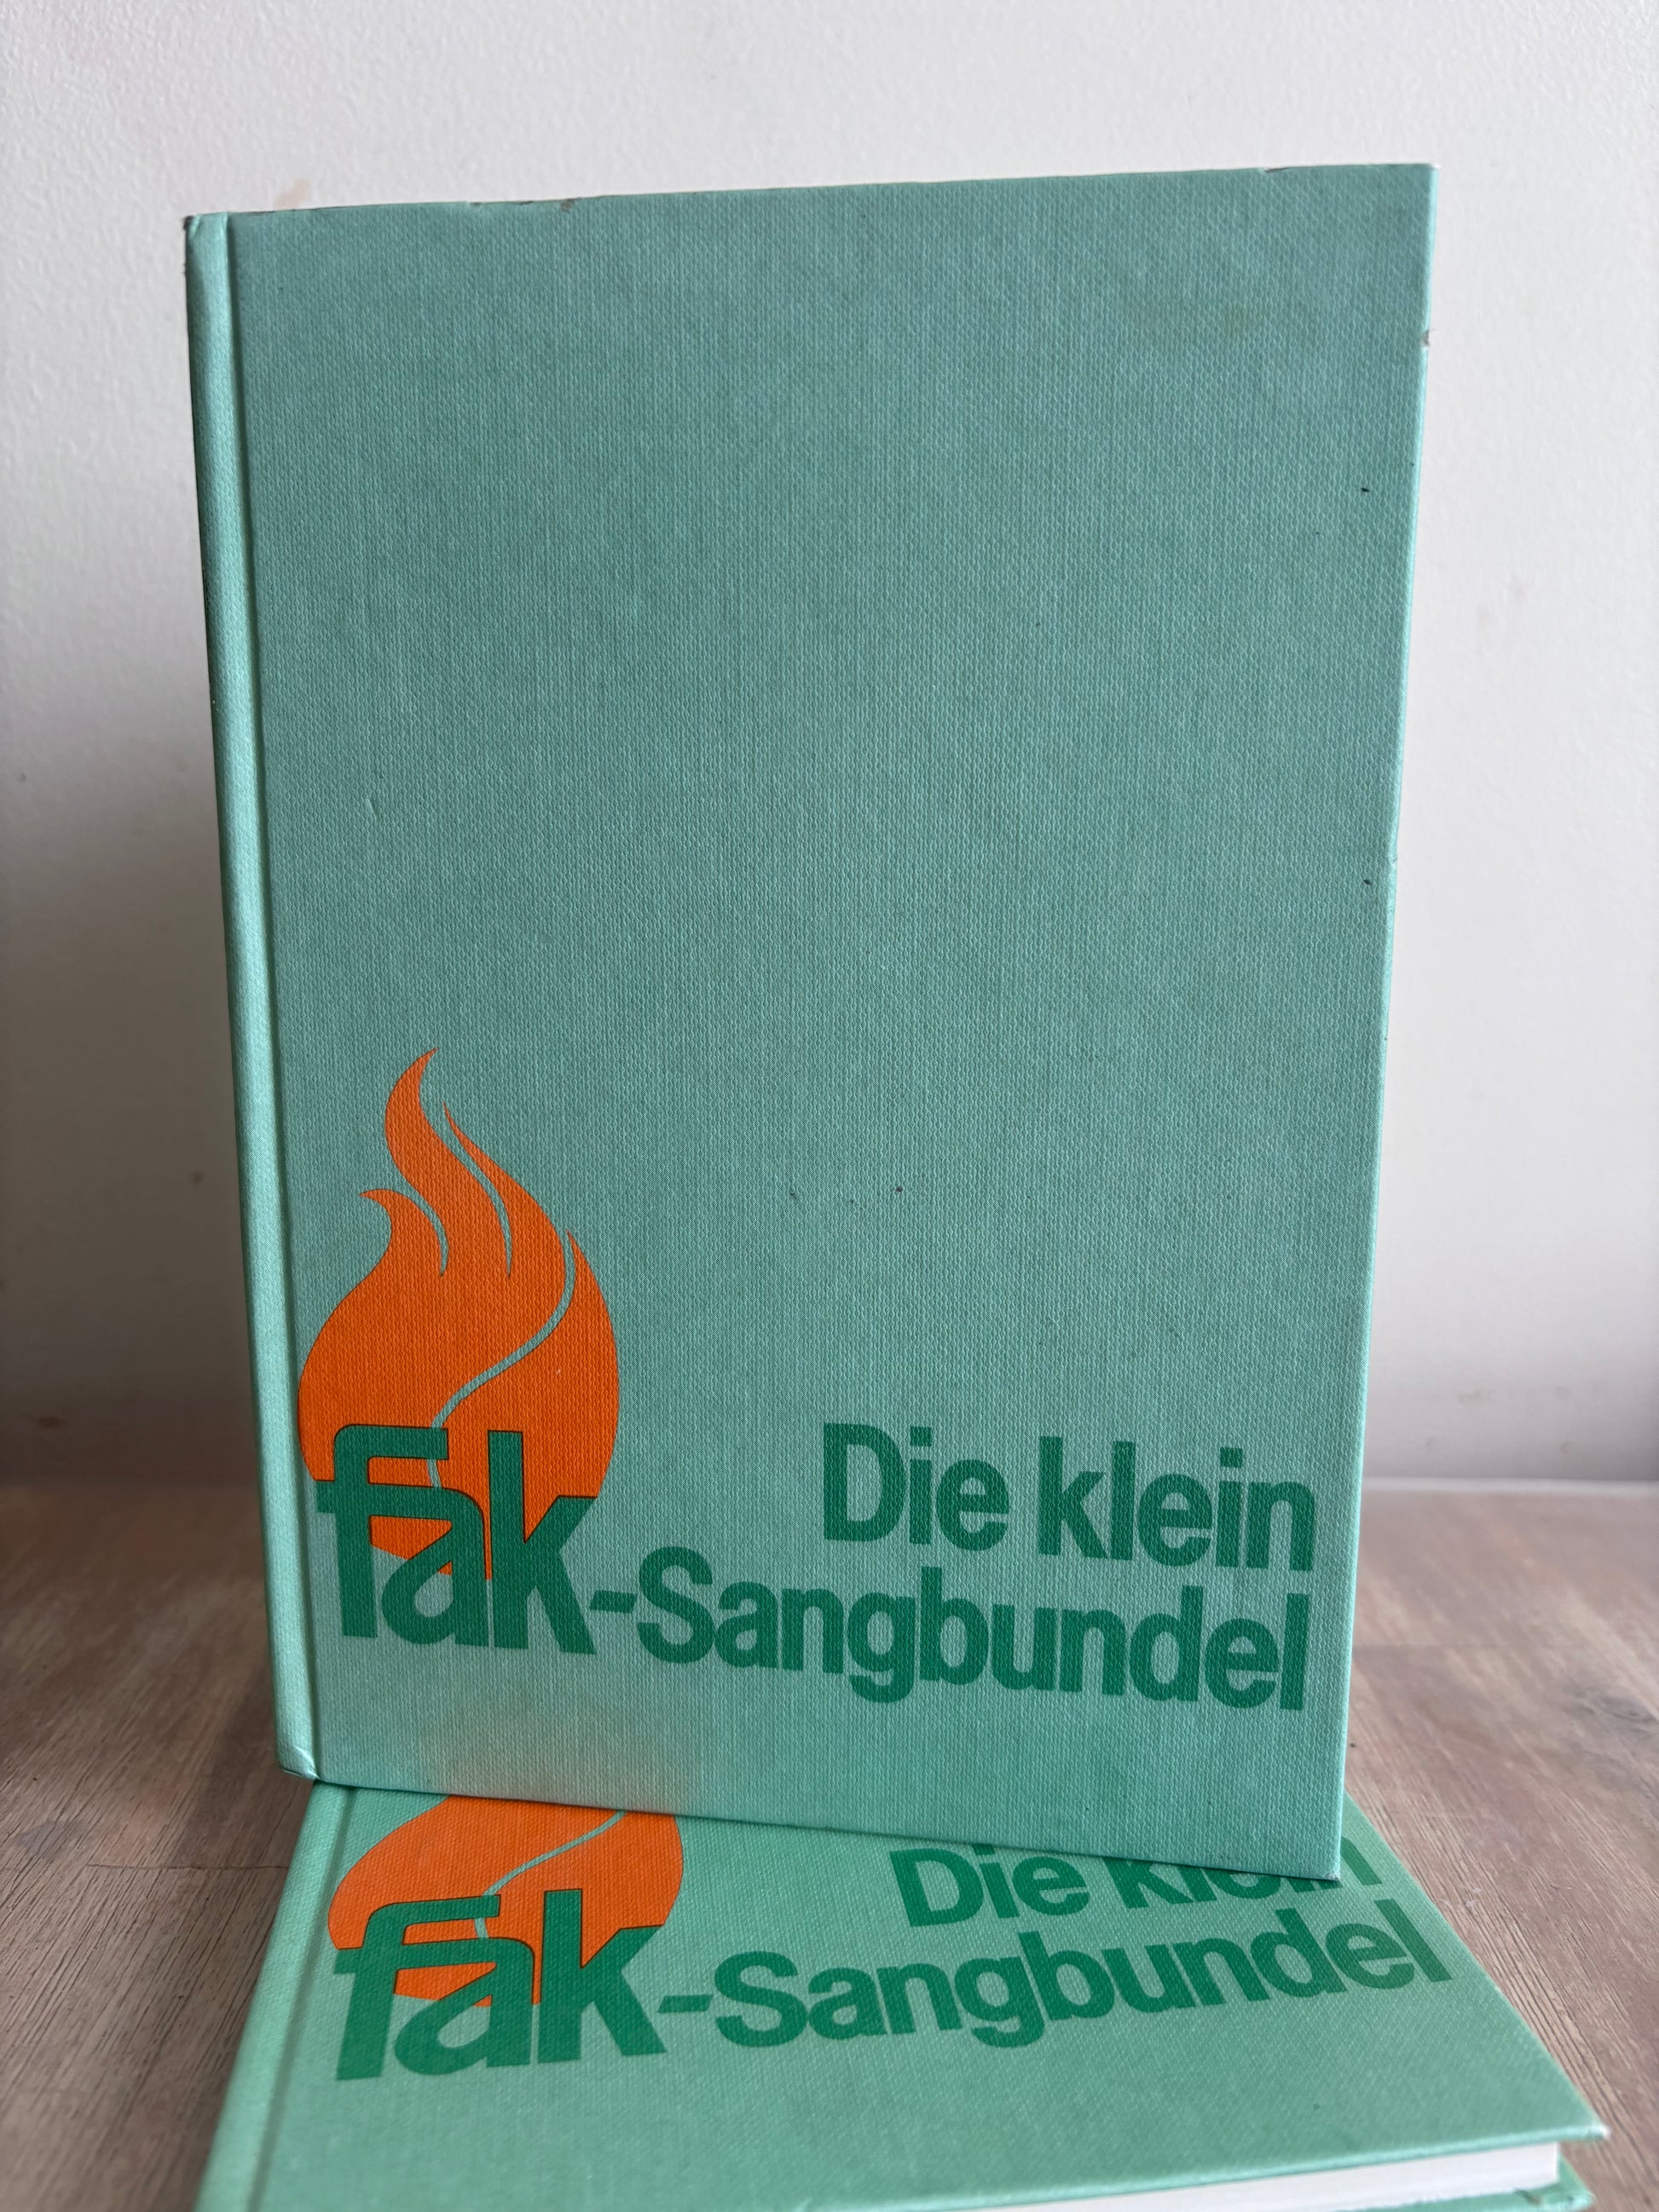 Die klein
fak-Sangbundel
Die klein
fak-Sangbundel